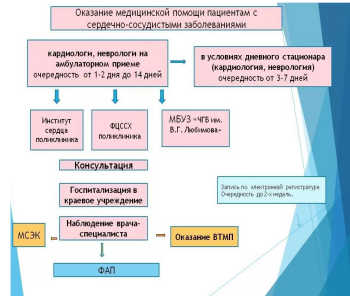 Оказание медицинской помощи пациентам с
сердечно-сосудистыми заболеваниями
кардиологи, неврологи на
амбулаторном приеме
очередность от 1-2 дня до 14 дней
в условиях дневного стационара
(кардиология, неврология)
очередность от 3-7 дней
Институт
сердца
поликлиника
ФЦССХ
поликлиника
МБУЗ «ЧГБ им.
В.Г. Любимова»
Консультация
Госпитализация в
краевое учреждение
Запись по электронной регистратуре
Очередность до 2-х недель.
МСЭК
Наблюдение врача-
специалиста
Оказание ВТМП
ФАП